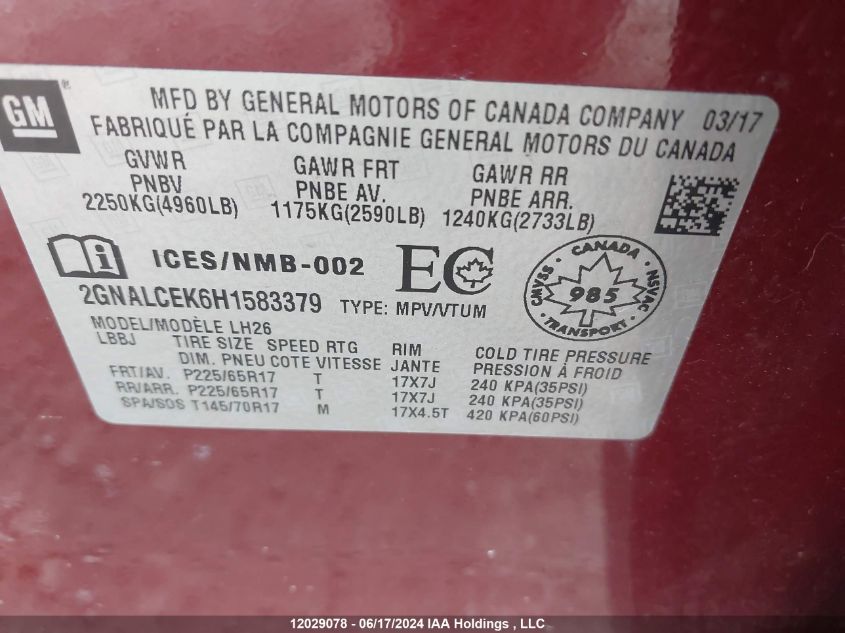 GM
MFD BY GENERAL MOTORS OF CANADA COMPANY 03/17
FABRIQUÉ PAR LA COMPAGNIE GENERAL MOTORS DU CANADA
GVWR GAWR FRT GAWR RR
PNBV PNBE AV. PNBE ARR.
2250KG(4960LB) 1175KG(2590LB) 1240KG(2733LB)
i ICES/NMB-002 EC
CANADA
CMVSS 985 NSVAC
TRANSPORT
2GNALCEK6H1583379 TYPE: MPV/VTUM
MODEL/MODÈLE LH26
LBBJ TIRE SIZE SPEED RTG RIM COLD TIRE PRESSURE
DIM. PNEU COTE VITESSE JANTE PRESSION À FROID
FRT/AV. P225/65R17 T 17X7J 240 KPA(35PSI)
RR/ARR. P225/65R17 T 17X7J 240 KPA(35PSI)
SPA/SOS T145/70R17 M 17X4.5T 420 KPA(60PSI)
12029078 - 06/17/2024 IAA Holdings , LLC